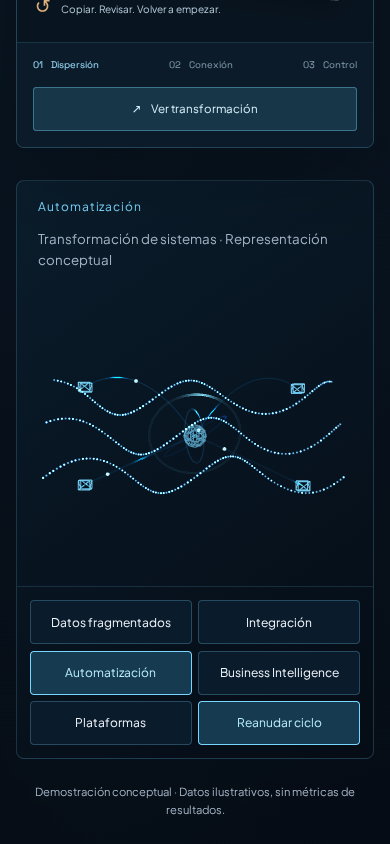 Copiar. Revisar. Volver a empezar.
01 Dispersión 02 Conexión 03 Control
↗ Ver transformación
Automatización
Transformación de sistemas · Representación
conceptual
Datos fragmentados Integración
Automatización Business Intelligence
Plataformas Reanudar ciclo
Demostración conceptual · Datos ilustrativos, sin métricas de
resultados.